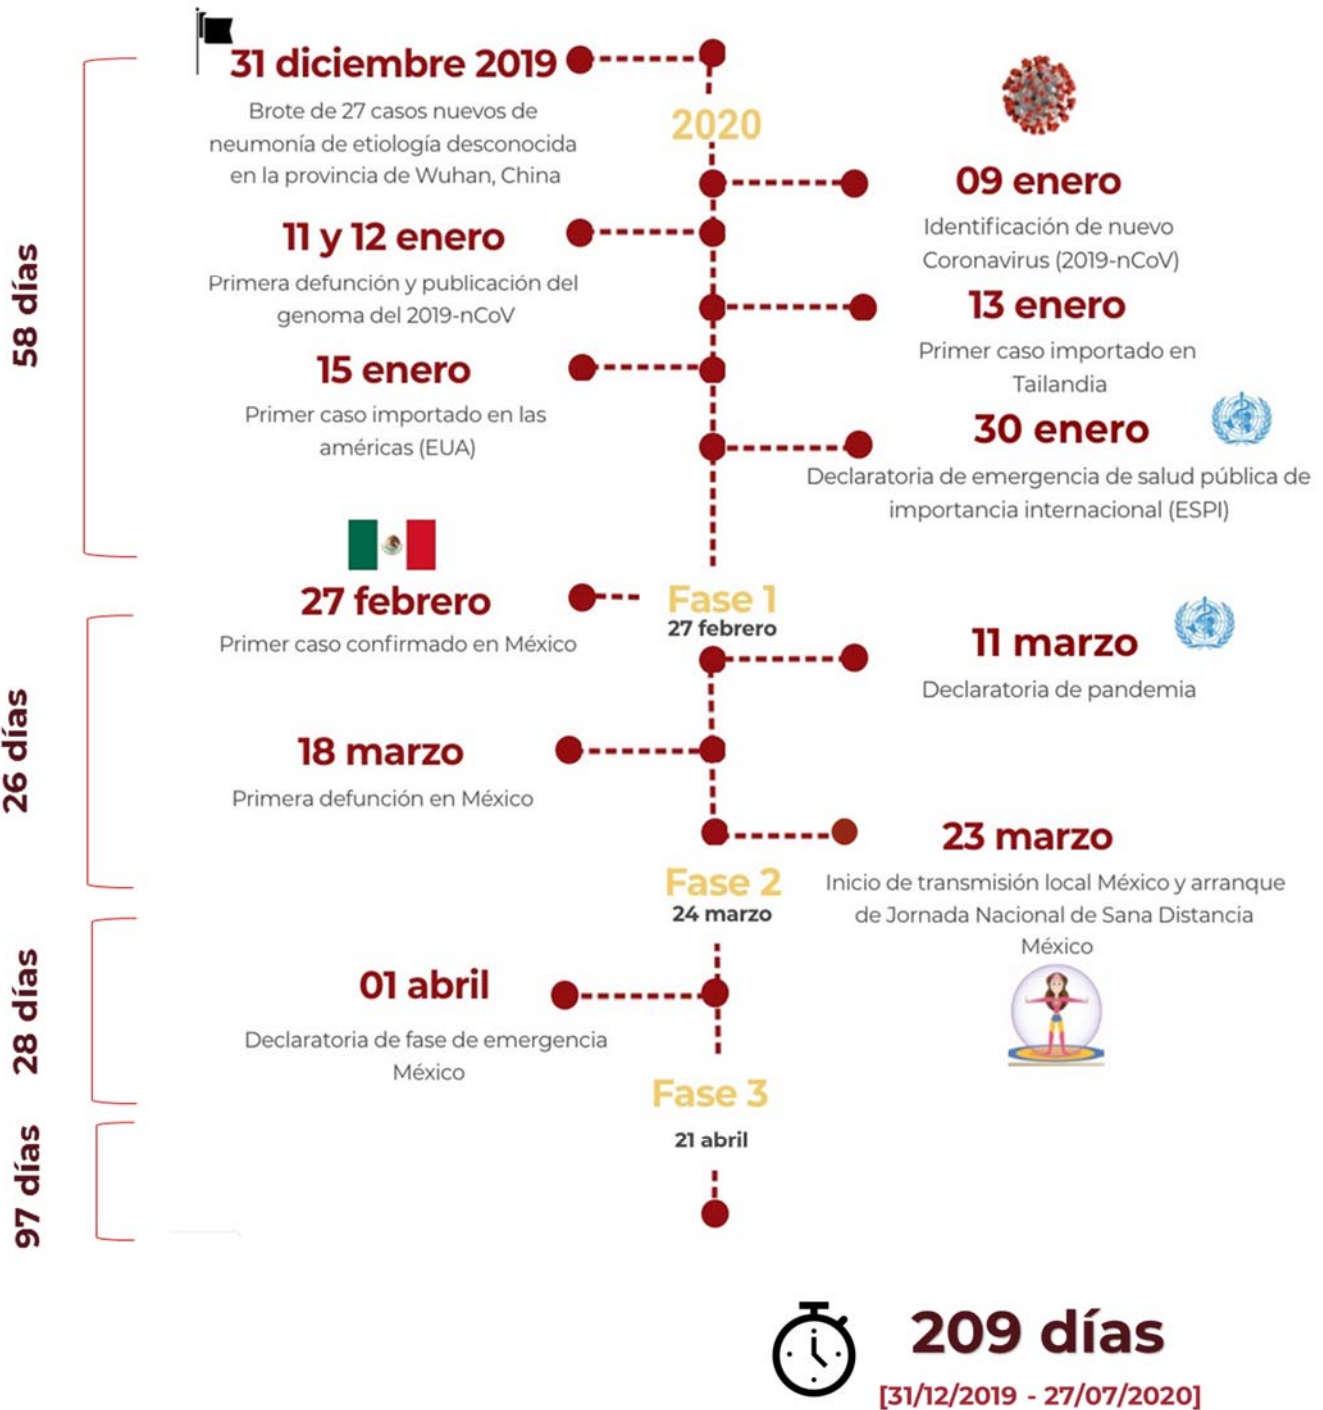 31 diciembre 2019
Brote de 27 casos nuevos de
neumonía de etiología desconocida
en la provincia de Wuhan, China
2020
09 enero
Identificación de nuevo
Coronavirus (2019-nCoV)
11 y 12 enero
Primera defunción y publicación del
genoma del 2019-nCoV
13 enero
Primer caso importado en
Tailandia
15 enero
Primer caso importado en las
américas (EUA)
30 enero
Declaratoria de emergencia de salud pública de
importancia internacional (ESPI)
58 días
27 febrero
Primer caso confirmado en México
Fase 1
27 febrero
11 marzo
Declaratoria de pandemia
18 marzo
Primera defunción en México
23 marzo
Inicio de transmisión local México y arranque
de Jornada Nacional de Sana Distancia
México
26 días
Fase 2
24 marzo
01 abril
Declaratoria de fase de emergencia
México
28 días
Fase 3
21 abril
97 días
209 días
[31/12/2019 - 27/07/2020]